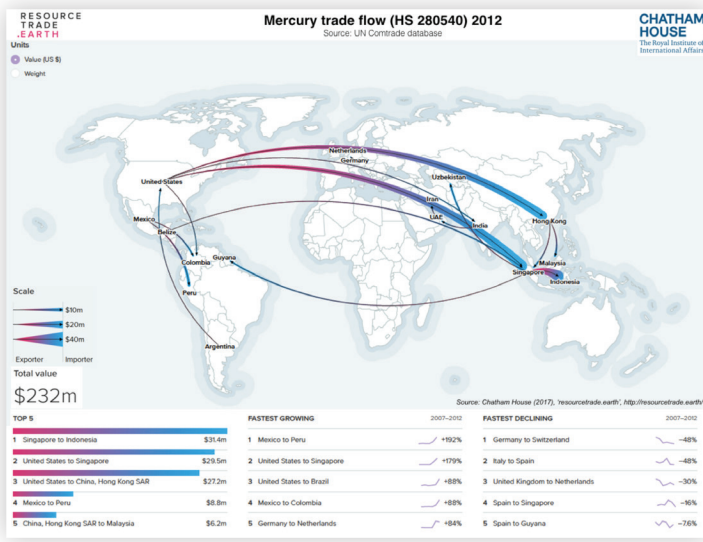 RESOURCE
TRADE
.EARTH
Mercury trade flow (HS 280540) 2012
Source: UN Comtrade database
CHATHAM
HOUSE
The Royal Institute of
International Affairs
Units
Value (US $)
Weight
Netherlands
Germany
United States
Uzbekistan
Iran
UAE
India
Hong Kong
Mexico
Belize
Colombia
Guyana
Malaysia
Singapore
Indonesia
Peru
Argentina
Scale
$10m
$20m
$40m
Exporter Importer
Total value
$232m
Source: Chatham House (2017), 'resourcetrade.earth', http://resourcetrade.earth/
TOP 5
1 Singapore to Indonesia $31.4m
2 United States to Singapore $29.5m
3 United States to China, Hong Kong SAR $27.2m
4 Mexico to Peru $8.8m
5 China, Hong Kong SAR to Malaysia $6.2m
FASTEST GROWING 2007–2012
1 Mexico to Peru +192%
2 United States to Singapore +179%
3 United States to Brazil +88%
4 Mexico to Colombia +88%
5 Germany to Netherlands +84%
FASTEST DECLINING 2007–2012
1 Germany to Switzerland -48%
2 Italy to Spain -48%
3 United Kingdom to Netherlands -30%
4 Spain to Singapore -16%
5 Spain to Guyana -7.6%